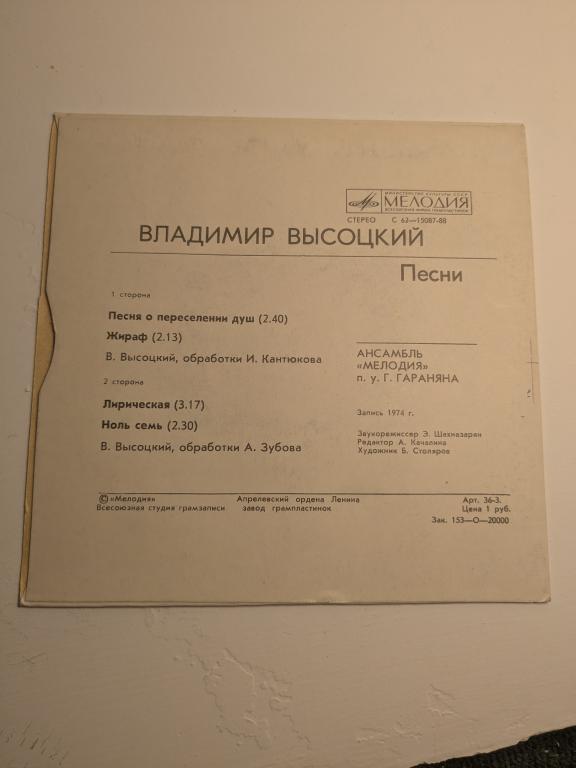 МИНИСТЕРСТВО КУЛЬТУРЫ СССР
МЕЛОДИЯ
ВСЕСОЮЗНАЯ ФИРМА ГРАМПЛАСТИНОК
СТЕРЕО С 62—15087-88
ВЛАДИМИР ВЫСОЦКИЙ
Песни
1 сторона
Песня о переселении душ (2.40)
Жираф (2.13)
В. Высоцкий, обработки И. Кантюкова
2 сторона
Лирическая (3.17)
Ноль семь (2.30)
В. Высоцкий, обработки А. Зубова
АНСАМБЛЬ
«МЕЛОДИЯ»
п. у. Г. ГАРАНЯНА
Запись 1974 г.
Звукорежиссер Э. Шахназарян
Редактор А. Качалина
Художник Б. Столяров
© «Мелодия»
Всесоюзная студия грамзаписи
Апрелевский ордена Ленина
завод грампластинок
Арт. 36-3.
Цена 1 руб.
Зак. 153—О—20000